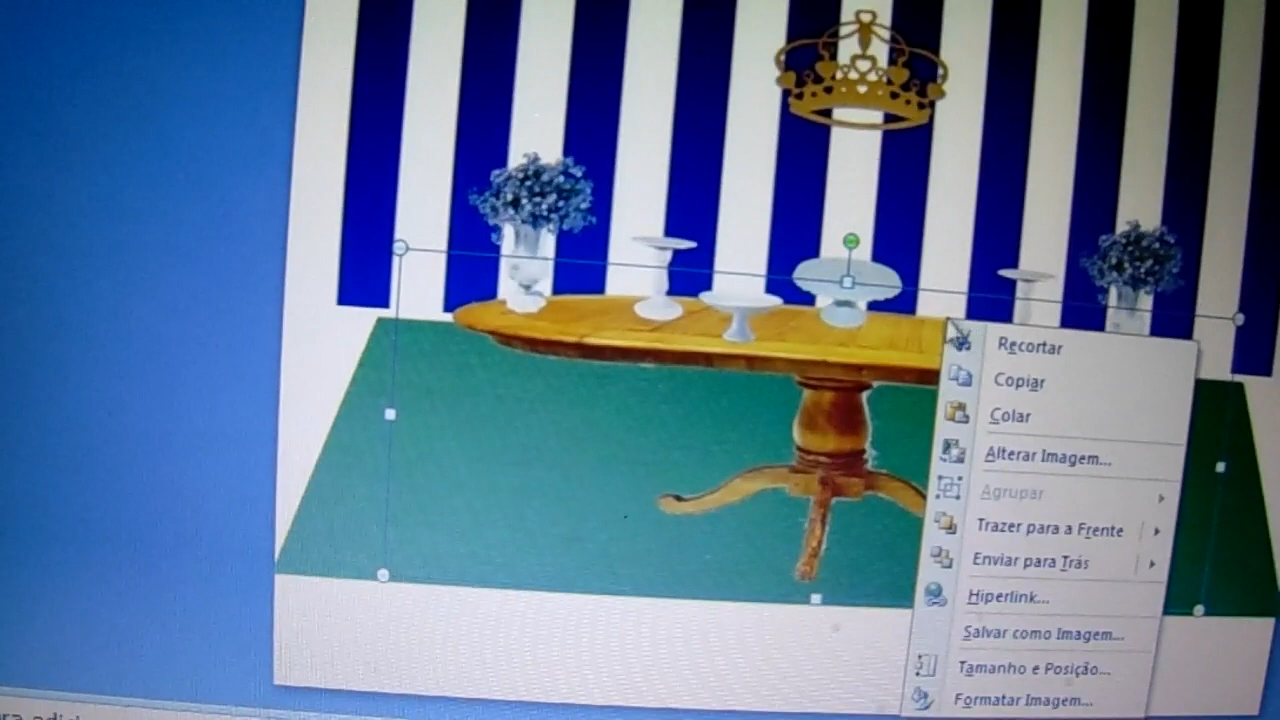 Recortar
Copiar
Colar
Alterar Imagem...
Agrupar
Trazer para a Frente
Enviar para Trás
Hiperlink...
Salvar como Imagem...
Tamanho e Posição...
Formatar Imagem...